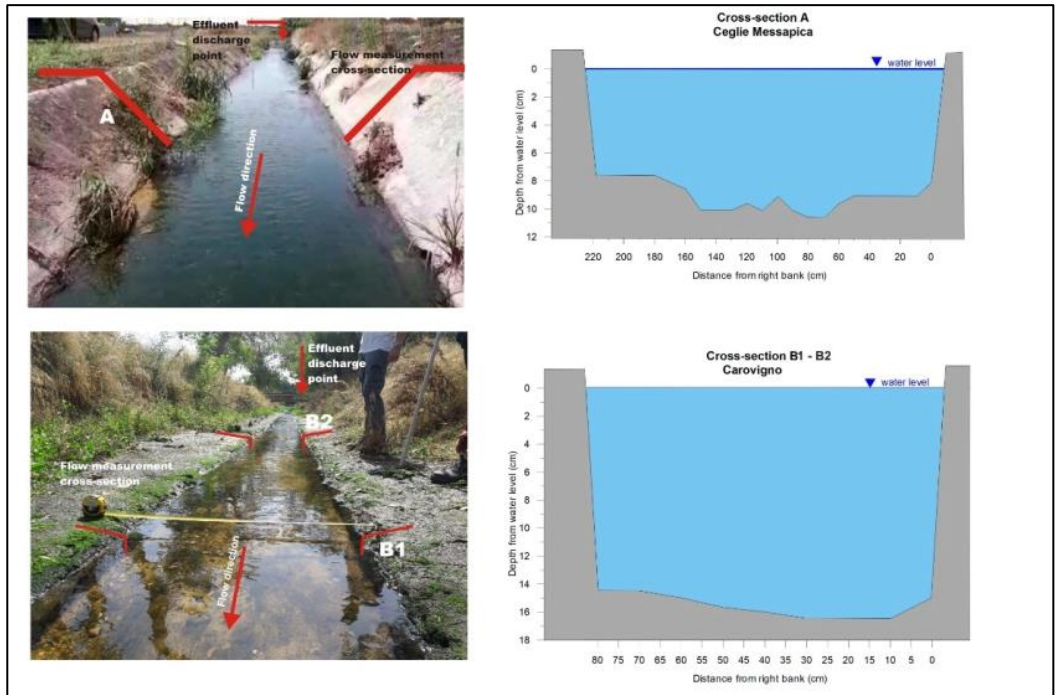 Effluent
discharge
point
Flow measurement
cross-section
A
Flow direction
Cross-section A
Ceglie Messapica
water level
Depth from water level (cm)
0
2
4
6
8
10
12
220 200 180 160 140 120 100 80 60 40 20 0
Distance from right bank (cm)
Effluent
discharge
point
B2
Flow measurement
cross-section
B1
Flow direction
Cross-section B1 - B2
Carovigno
water level
Depth from water level (cm)
0
2
4
6
8
10
12
14
16
18
80 75 70 65 60 55 50 45 40 35 30 25 20 15 10 5 0
Distance from right bank (cm)